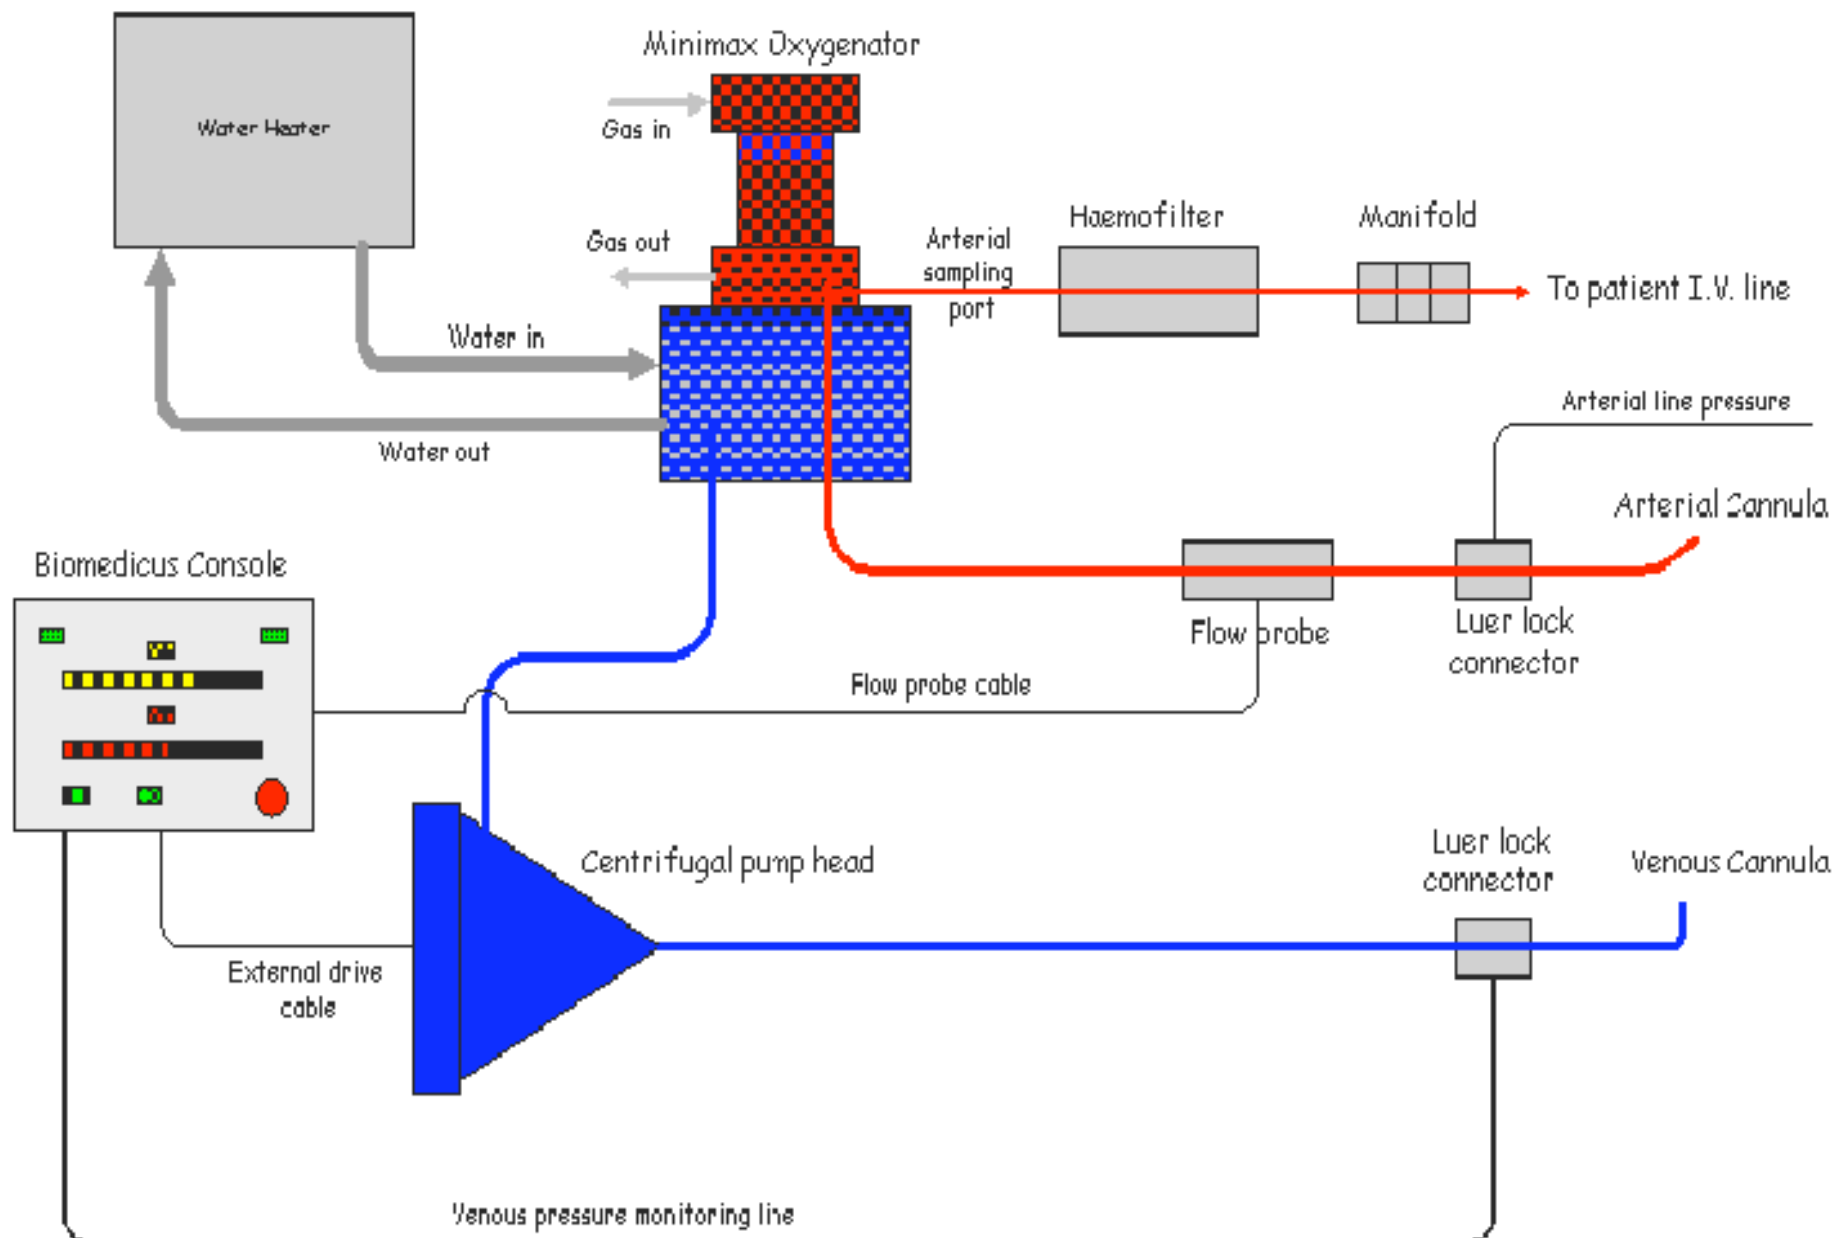 Minimax Oxygenator
Water Heater
Gas in
Gas out
Arterial
sampling
port
Haemofilter
Manifold
To patient I.V. line
Water in
Water out
Arterial line pressure
Arterial Cannula
Biomedicus Console
Flow probe
Luer lock
connector
Flow probe cable
Centrifugal pump head
Luer lock
connector
Venous Cannula
External drive
cable
Venous pressure monitoring line